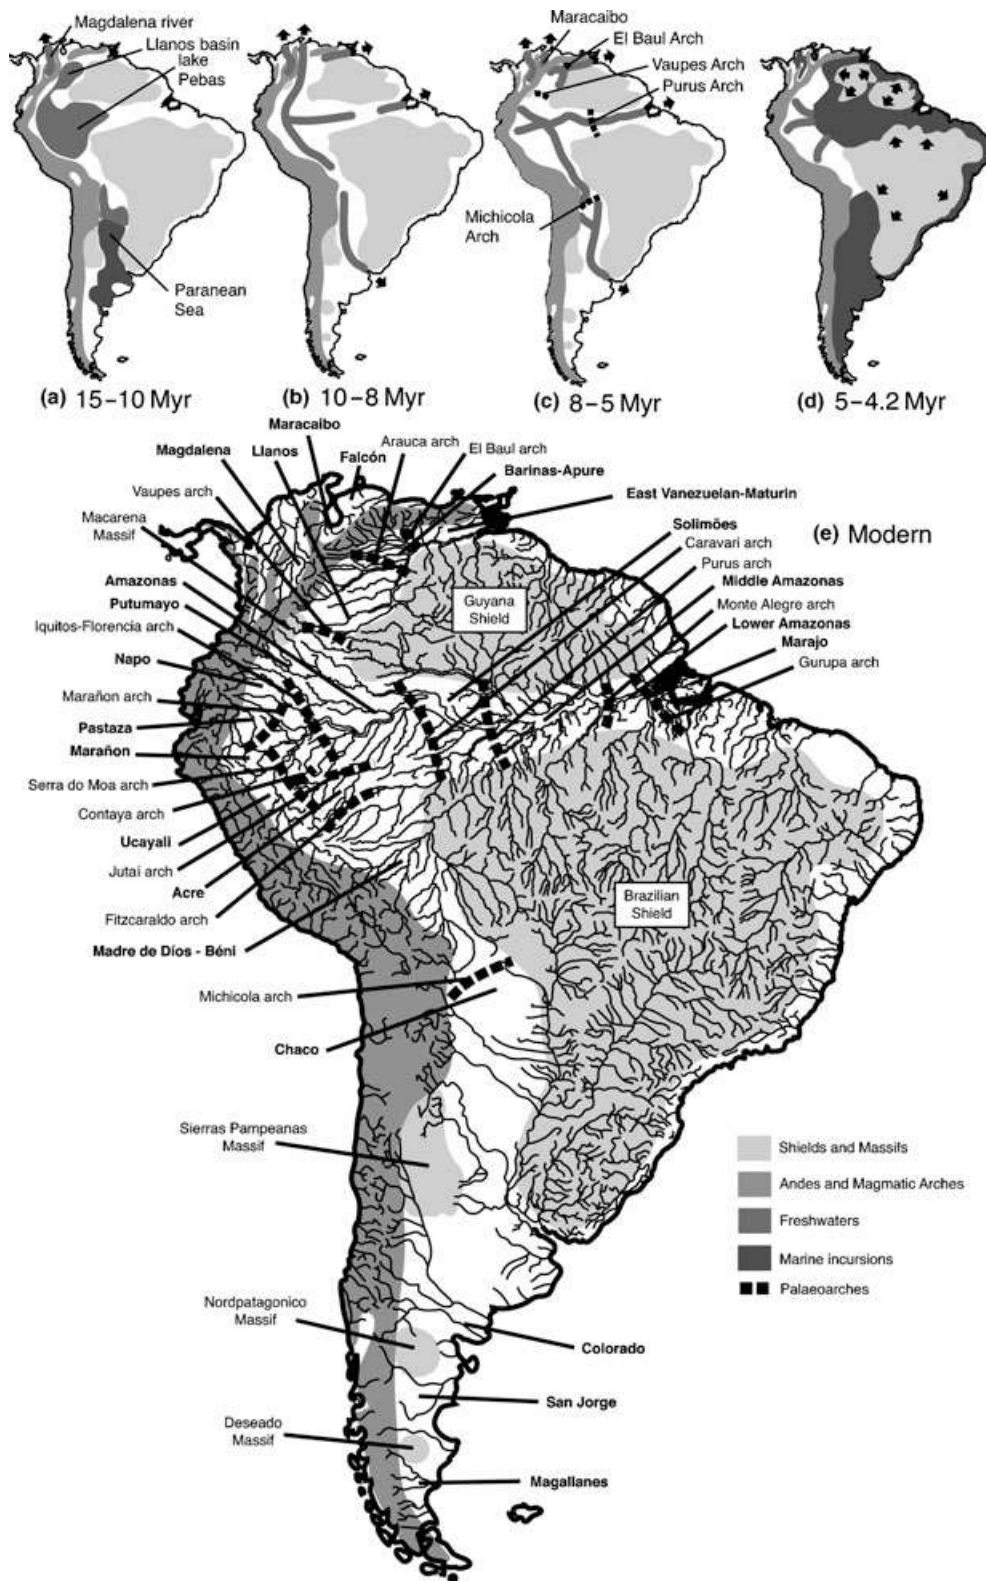 Magdalena river
Llanos basin
lake
Pebas
Paranean
Sea
(a) 15–10 Myr
(b) 10–8 Myr
Maracaibo
El Baul Arch
Vaupes Arch
Purus Arch
Michicola
Arch
(c) 8–5 Myr
(d) 5–4.2 Myr
(e) Modern
Maracaibo
Magdalena
Llanos
Falcón
Arauca arch
El Baul arch
Barinas-Apure
East Vanezuelan-Maturin
Vaupes arch
Macarena
Massif
Solimões
Caravari arch
Purus arch
Amazonas
Middle Amazonas
Putumayo
Monte Alegre arch
Iquitos-Florencia arch
Lower Amazonas
Napo
Marajo
Marañon arch
Gurupa arch
Pastaza
Marañon
Serra do Moa arch
Contaya arch
Ucayali
Jutaí arch
Acre
Fitzcaraldo arch
Madre de Díos - Béni
Michicola arch
Chaco
Guyana
Shield
Brazilian
Shield
Sierras Pampeanas
Massif
Shields and Massifs
Andes and Magmatic Arches
Freshwaters
Marine incursions
Palaeoarches
Nordpatagonico
Massif
Colorado
San Jorge
Deseado
Massif
Magallanes